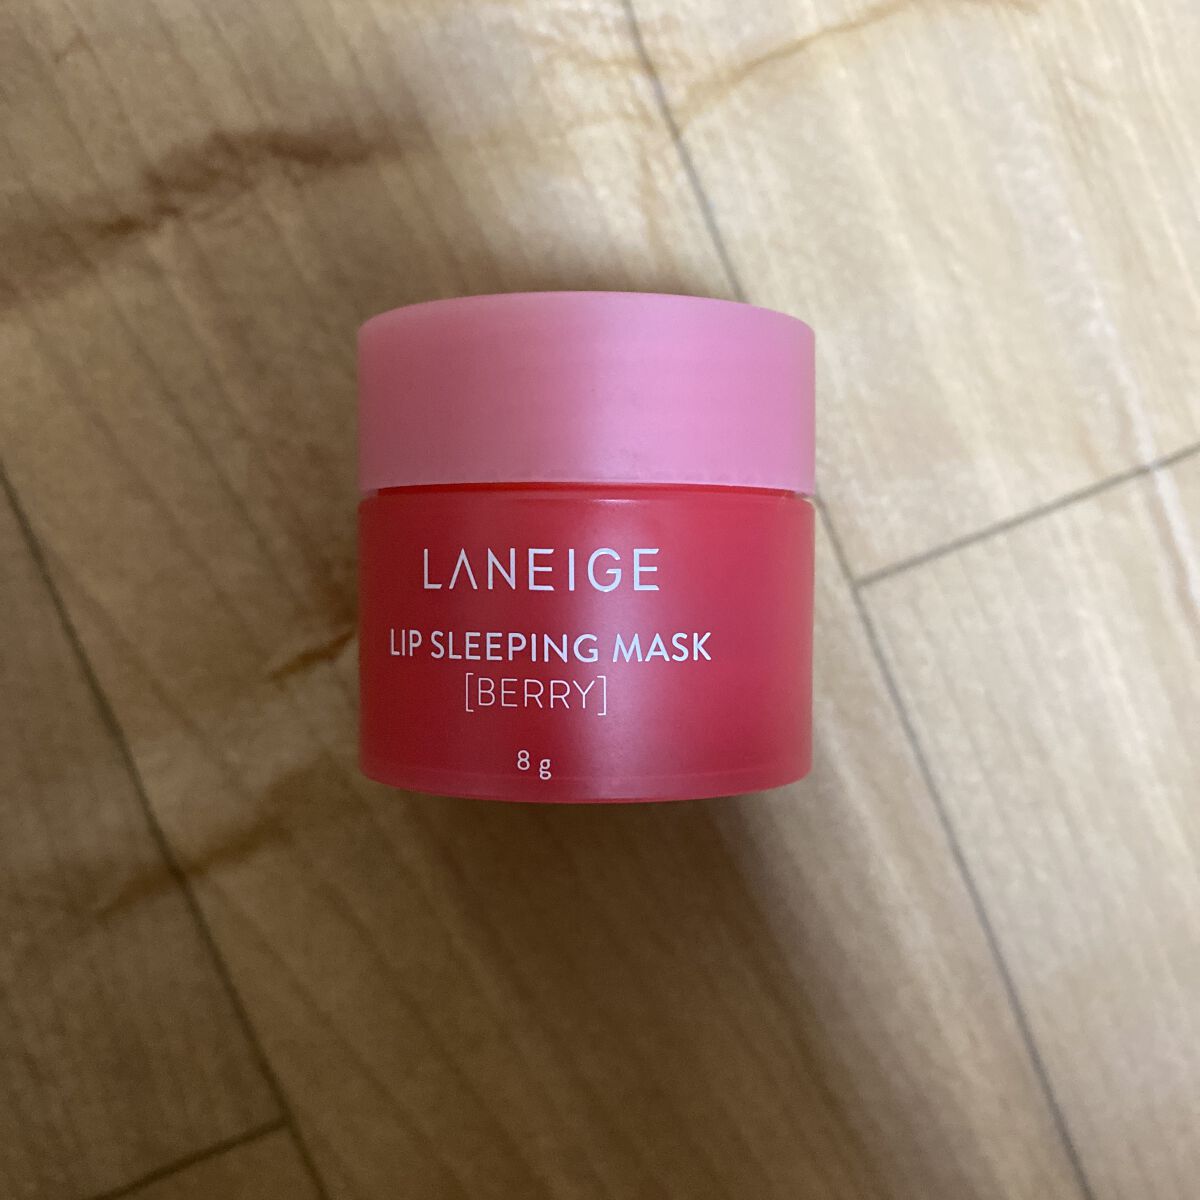 LANEIGE
LIP SLEEPING MASK
[BERRY]
8 g